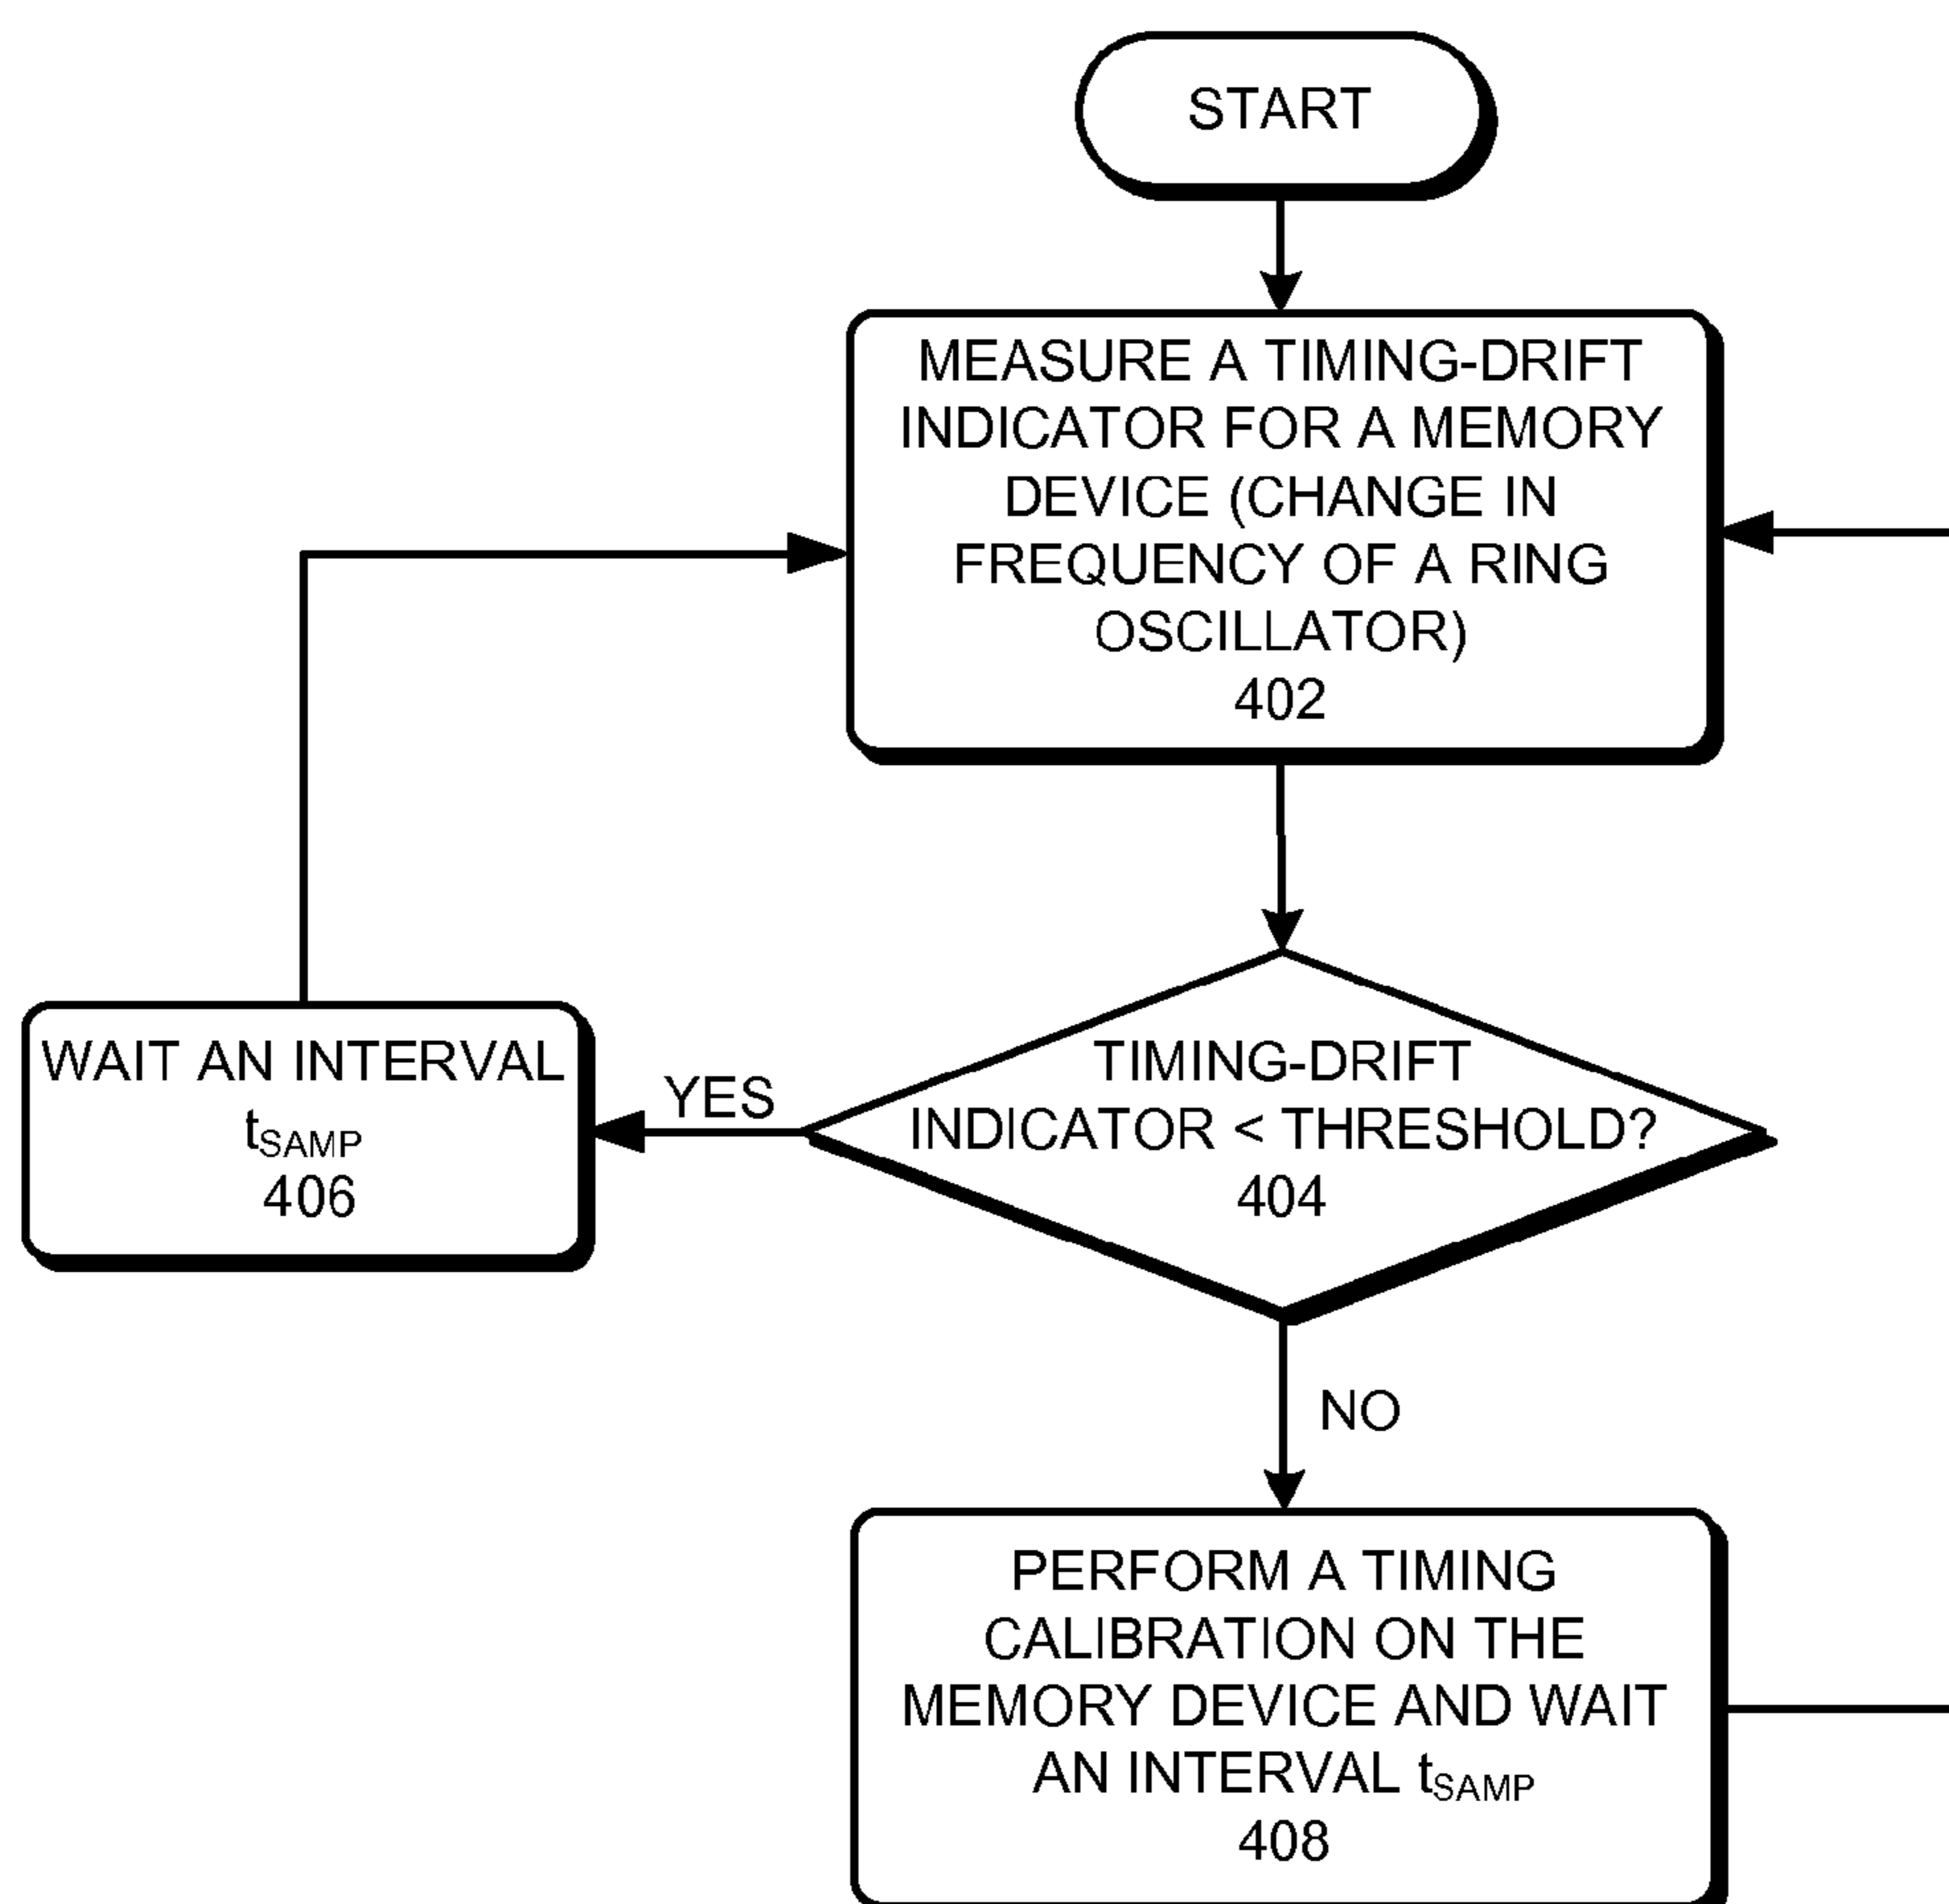 START
MEASURE A TIMING-DRIFT
INDICATOR FOR A MEMORY
DEVICE (CHANGE IN
FREQUENCY OF A RING
OSCILLATOR)
402
WAIT AN INTERVAL
tSAMP
406
YES
TIMING-DRIFT
INDICATOR < THRESHOLD?
404
NO
PERFORM A TIMING
CALIBRATION ON THE
MEMORY DEVICE AND WAIT
AN INTERVAL tSAMP
408